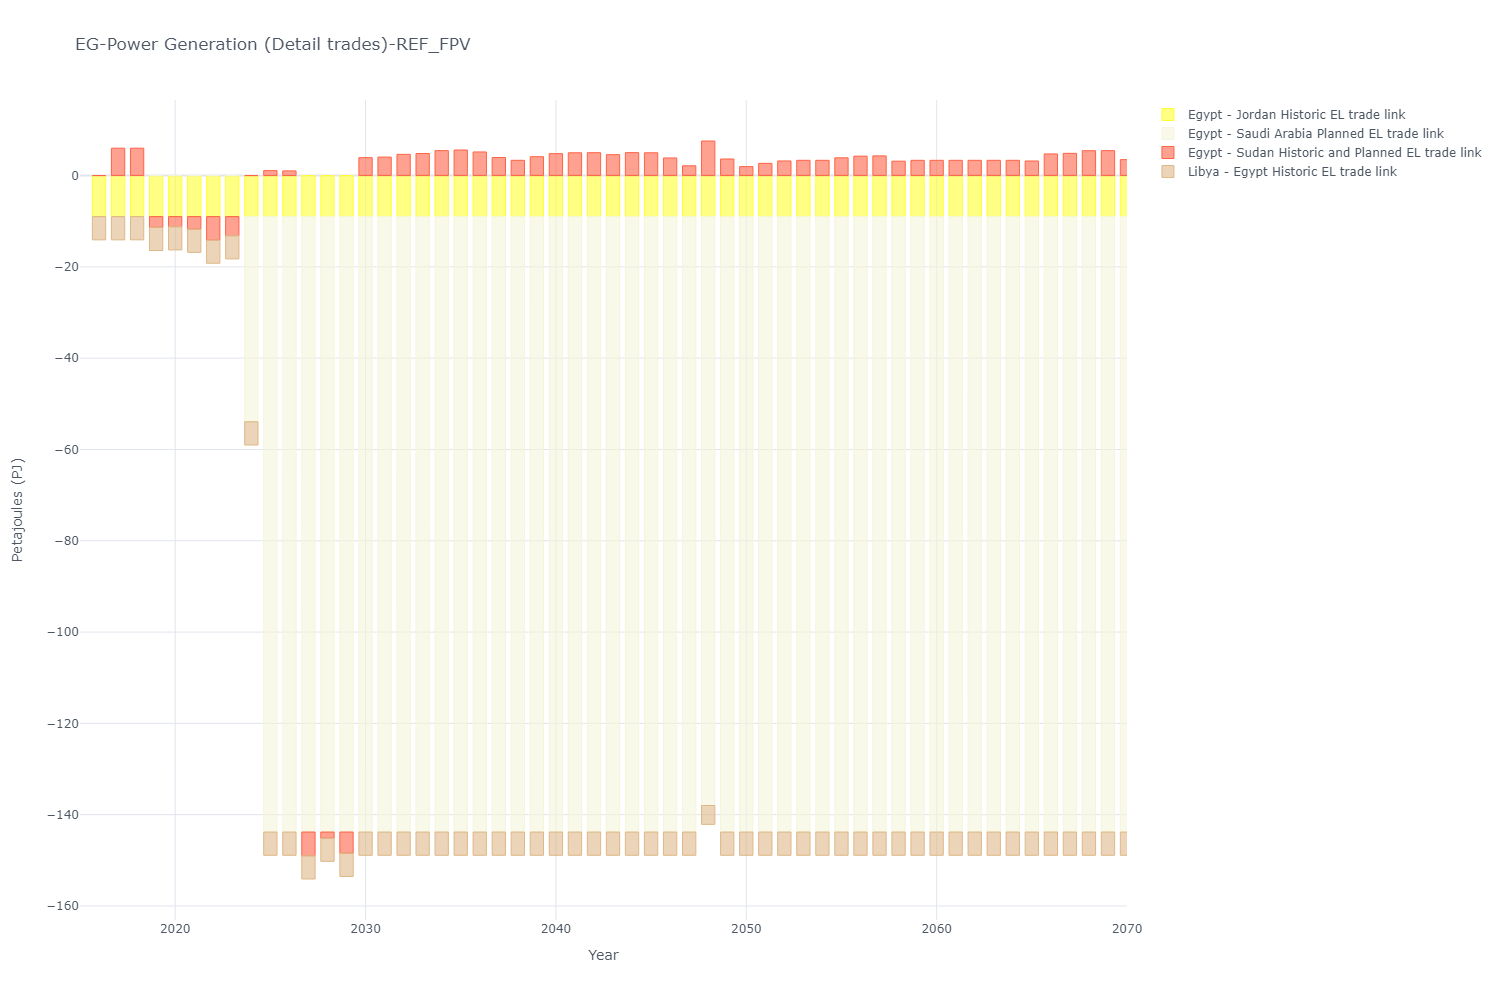 EG-Power Generation (Detail trades)-REF_FPV
Egypt - Jordan Historic EL trade link
Egypt - Saudi Arabia Planned EL trade link
Egypt - Sudan Historic and Planned EL trade link
Libya - Egypt Historic EL trade link
0
−20
−40
−60
−80
−100
−120
−140
−160
Petajoules (PJ)
2020
2030
2040
2050
2060
2070
Year